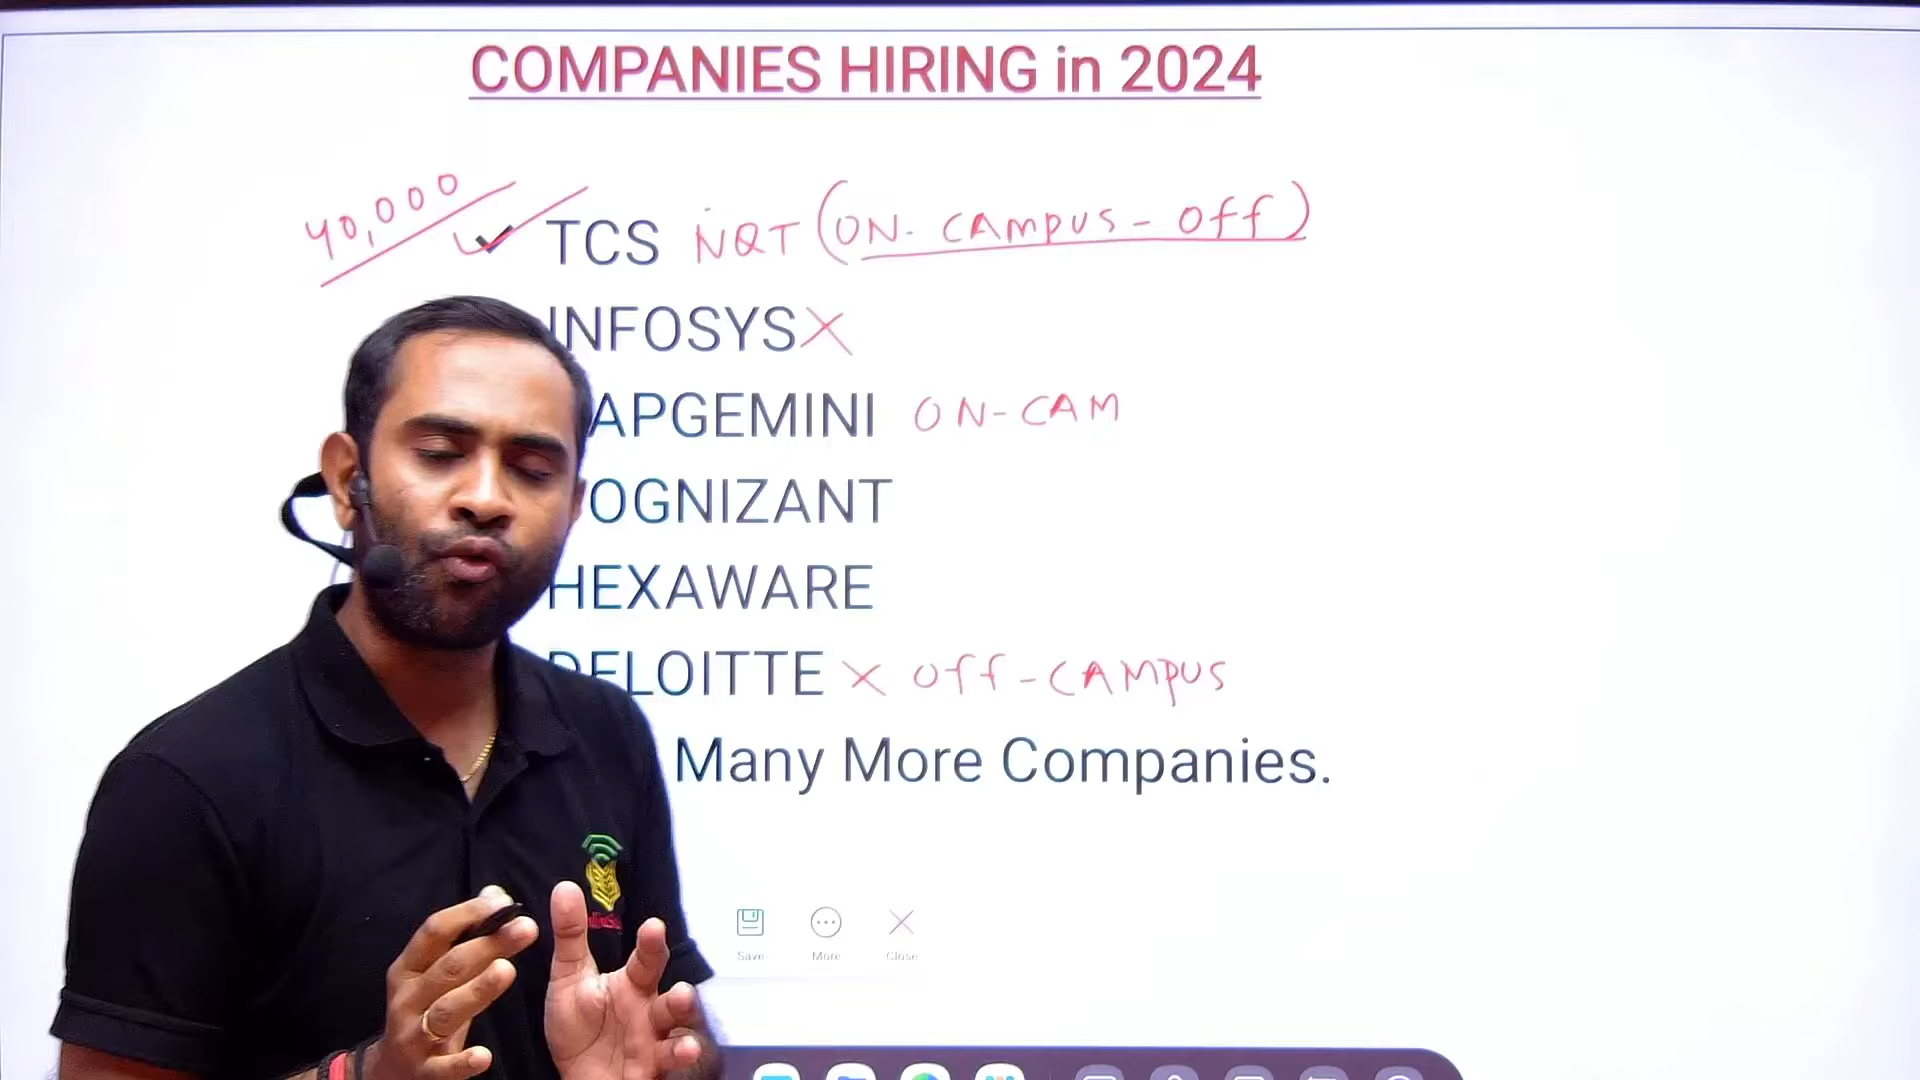 COMPANIES HIRING in 2024
40,000
TCS NQT (ON-CAMPUS-Off)
INFOSYS X
APGEMINI ON-CAM
OGNIZANT
HEXAWARE
DELOITTE X Off-CAMPUS
Many More Companies.
Save More Close